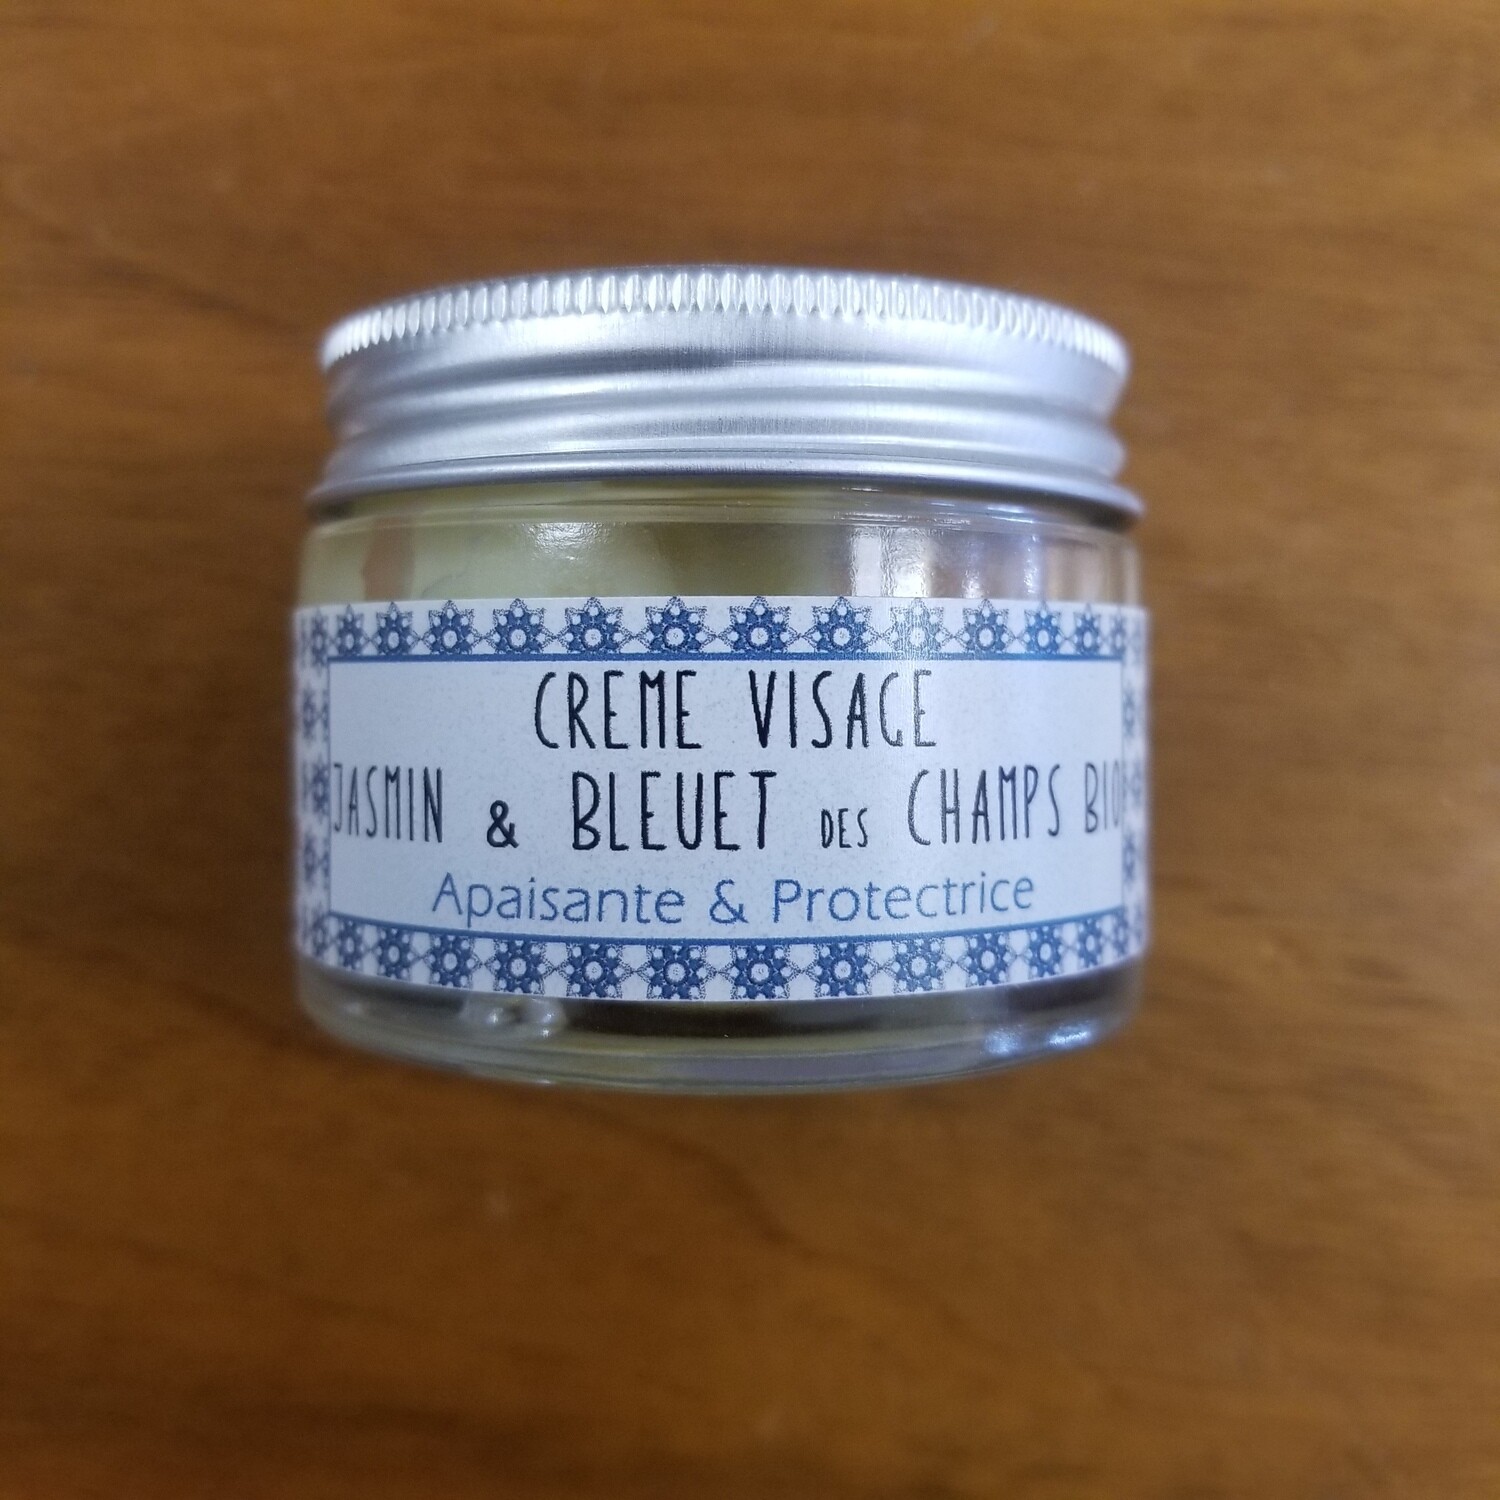 CREME VISAGE
JASMIN & BLEUET DES CHAMPS BIO
Apaisante & Protectrice